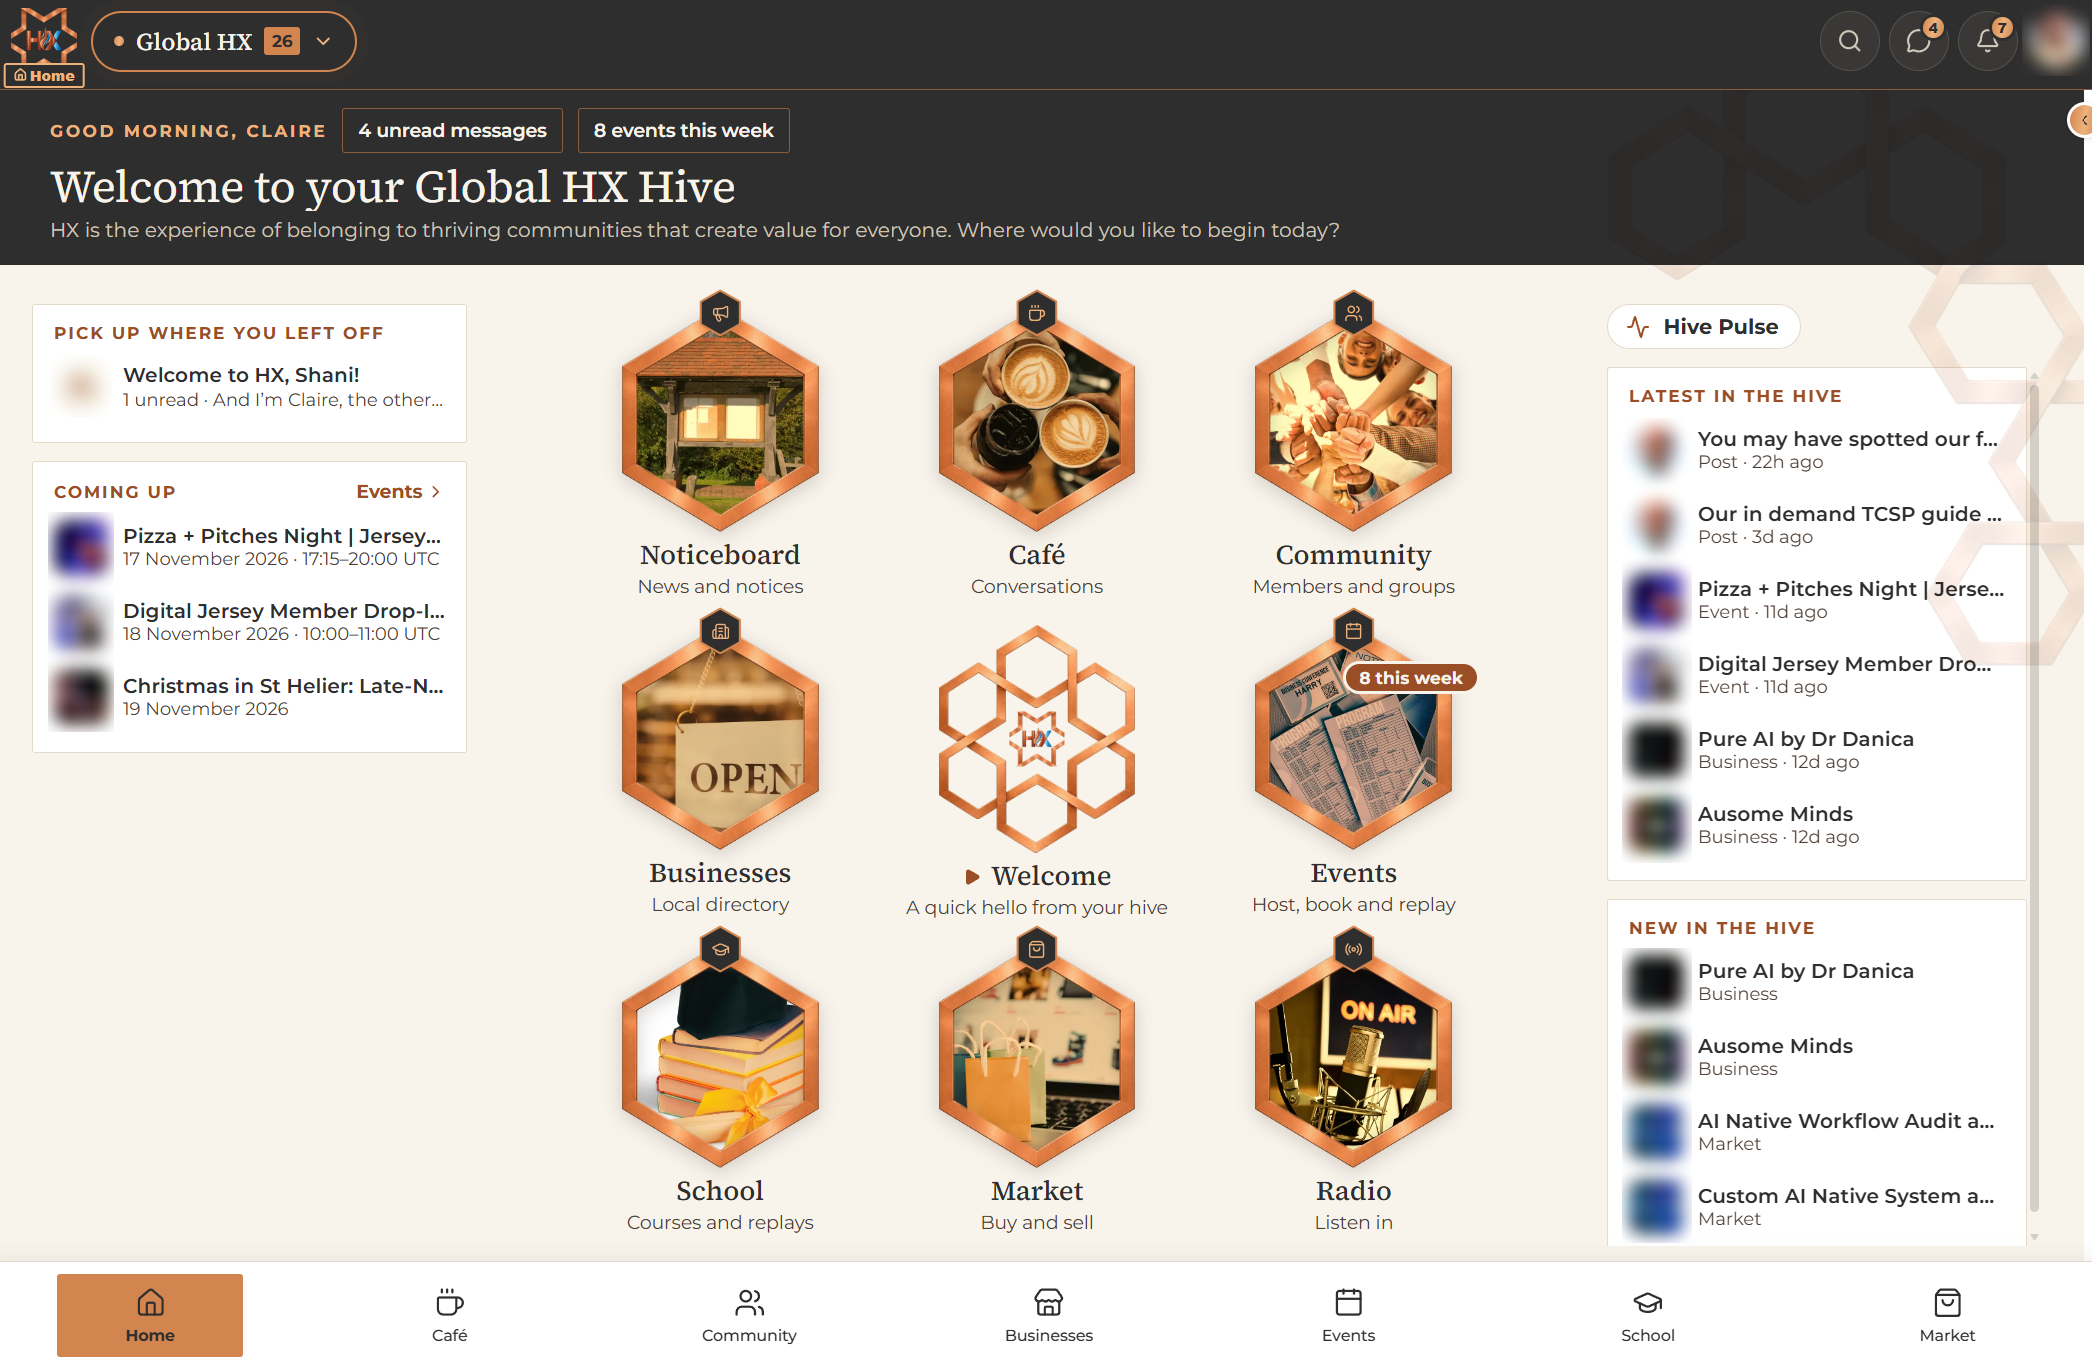 HX
Home
Global HX 26
4
7
GOOD MORNING, CLAIRE
4 unread messages
8 events this week
Welcome to your Global HX Hive
HX is the experience of belonging to thriving communities that create value for everyone. Where would you like to begin today?
PICK UP WHERE YOU LEFT OFF
Welcome to HX, Shani!
1 unread · And I'm Claire, the other...
COMING UP
Events
Pizza + Pitches Night | Jersey...
17 November 2026 · 17:15–20:00 UTC
Digital Jersey Member Drop-I...
18 November 2026 · 10:00–11:00 UTC
Christmas in St Helier: Late-N...
19 November 2026
Noticeboard
News and notices
Café
Conversations
Community
Members and groups
OPEN
Businesses
Local directory
HX
Welcome
A quick hello from your hive
8 this week
BUSINESS CONFERENCE
HARRY
PROGRAM
Events
Host, book and replay
School
Courses and replays
Market
Buy and sell
ON AIR
Radio
Listen in
Hive Pulse
LATEST IN THE HIVE
You may have spotted our f...
Post · 22h ago
Our in demand TCSP guide ...
Post · 3d ago
Pizza + Pitches Night | Jerse...
Event · 11d ago
Digital Jersey Member Dro...
Event · 11d ago
Pure AI by Dr Danica
Business · 12d ago
Ausome Minds
Business · 12d ago
NEW IN THE HIVE
Pure AI by Dr Danica
Business
Ausome Minds
Business
AI Native Workflow Audit a...
Market
Custom AI Native System a...
Market
Home
Café
Community
Businesses
Events
School
Market